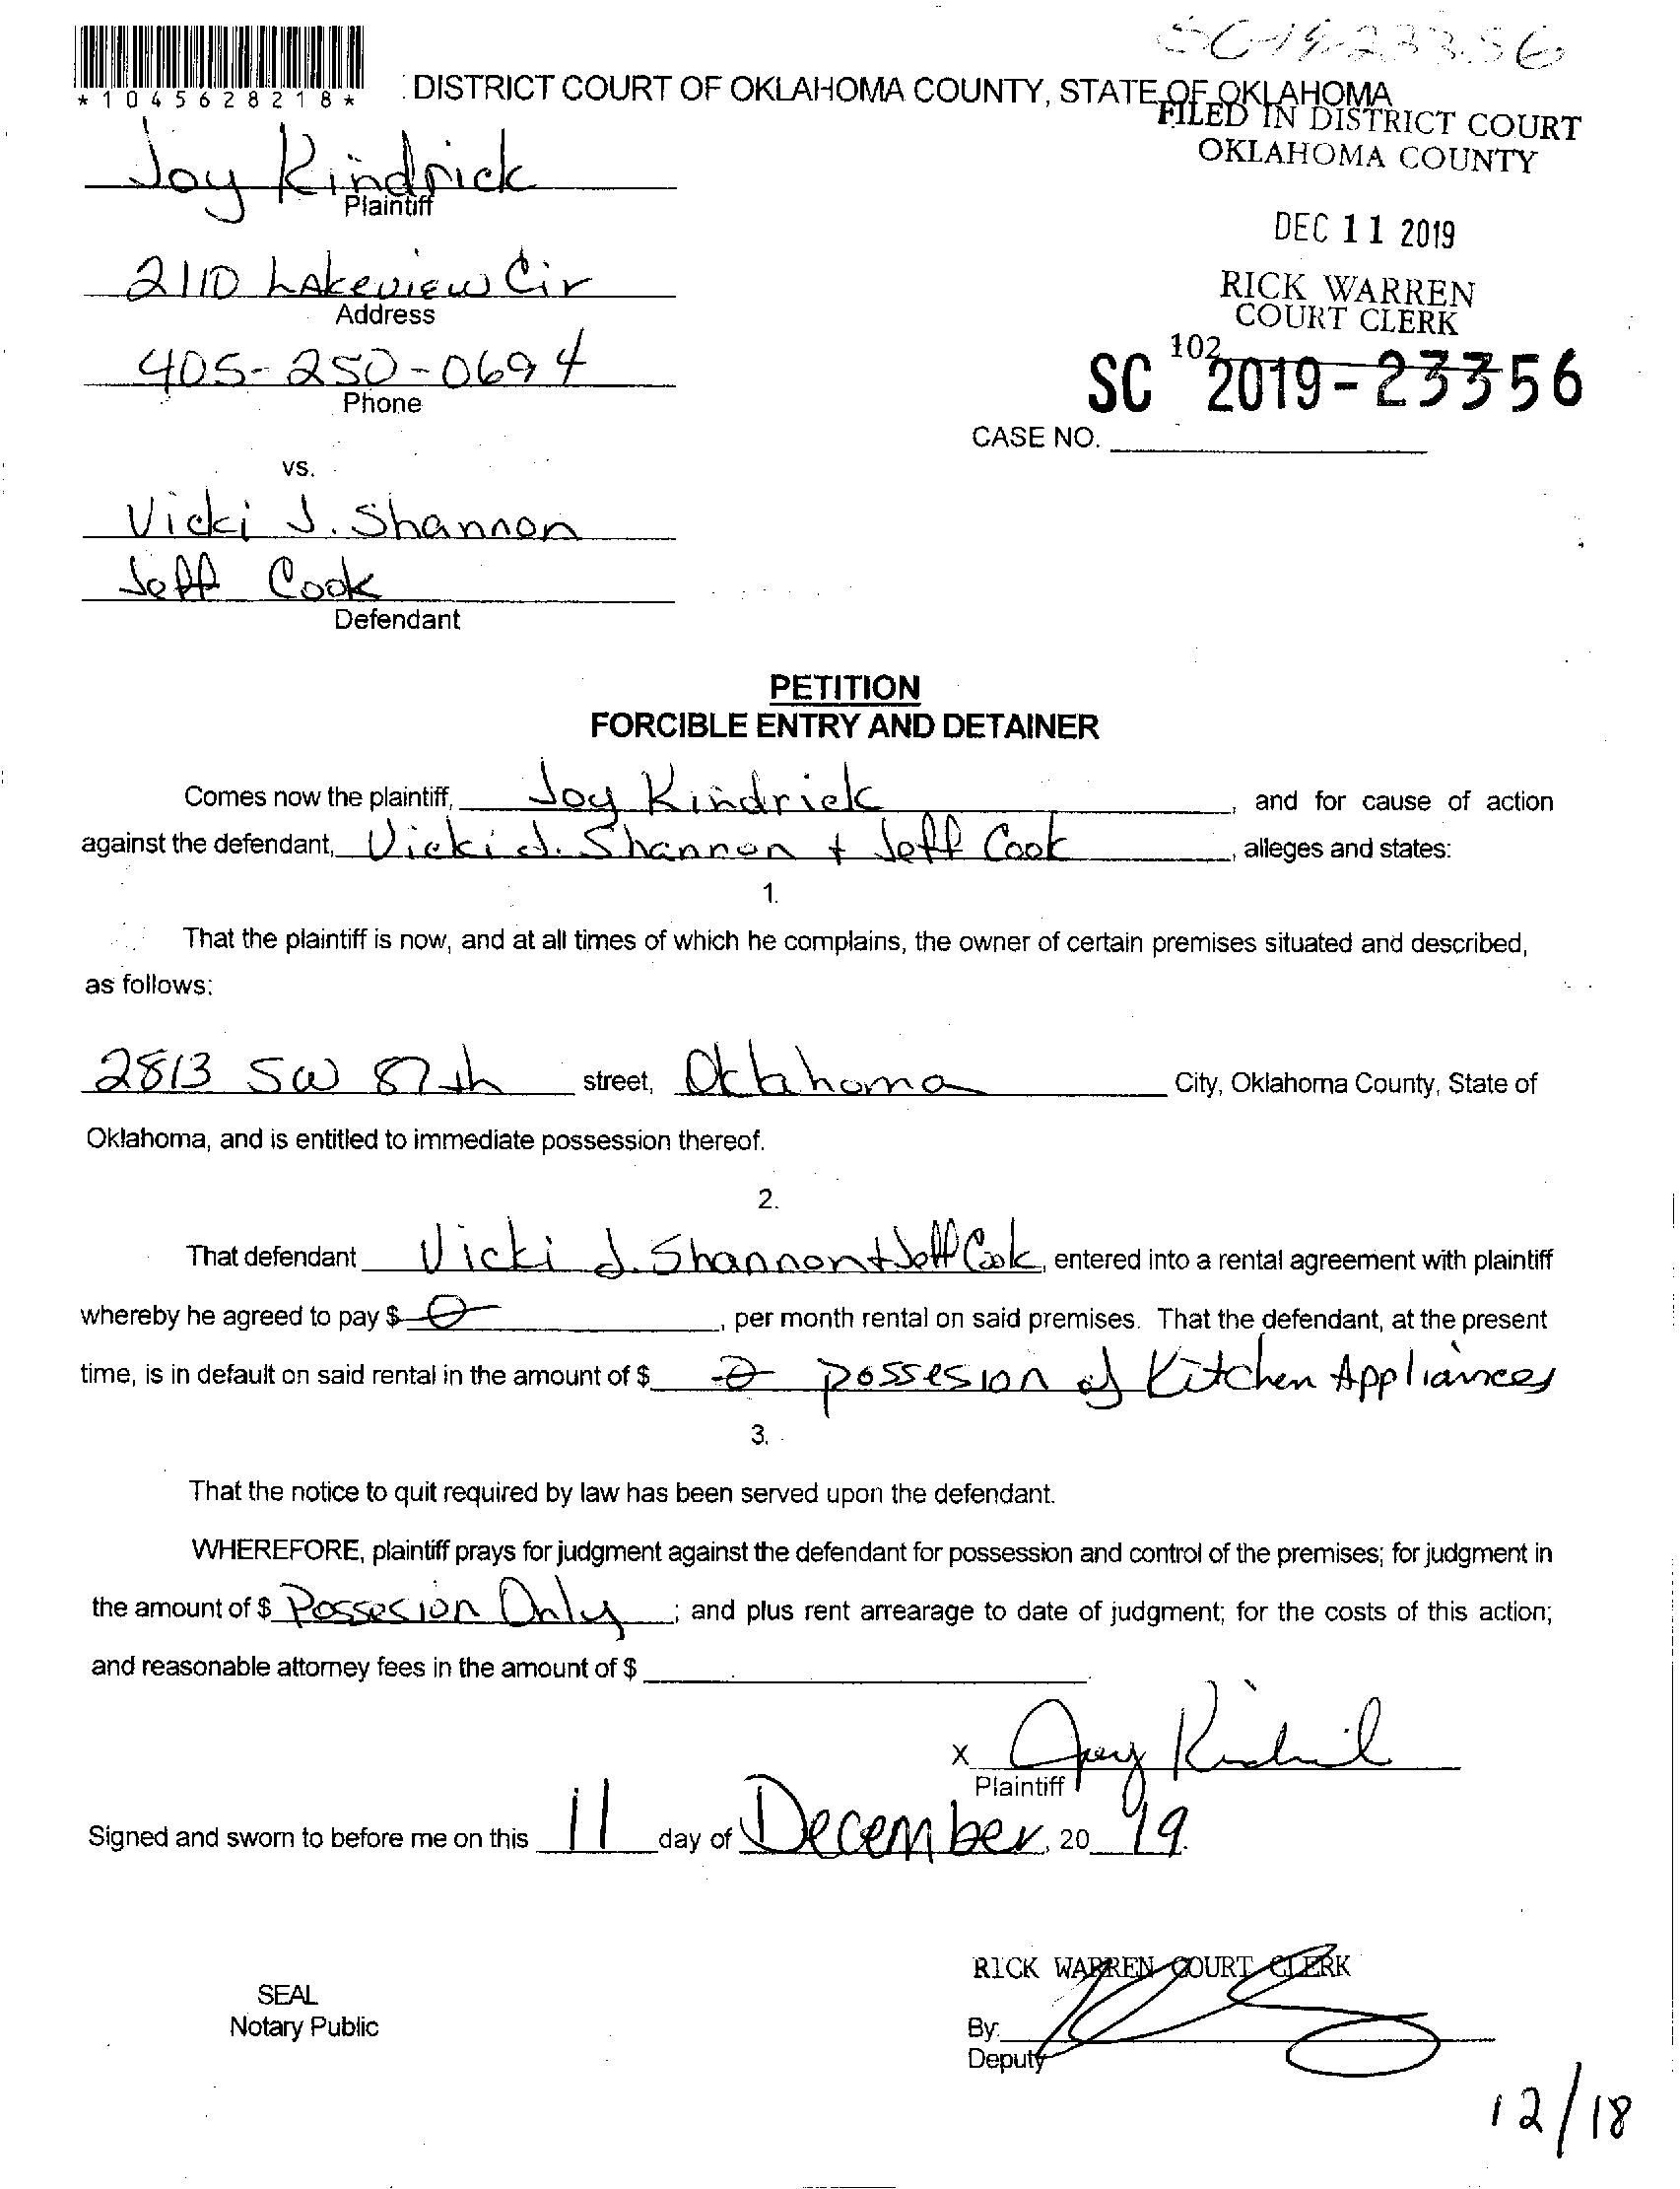 SC-19-23356
*1045628218*
DISTRICT COURT OF OKLAHOMA COUNTY, STATE OF OKLAHOMA
FILED IN DISTRICT COURT
OKLAHOMA COUNTY
Joy Kindrick
Plaintiff
DEC 11 2019
2110 Lakeview Cir
Address
RICK WARREN
COURT CLERK
102
405-250-0694
Phone
SC 2019-23356
CASE NO.
vs.
Vicki J. Shannon
Jeff Cook
Defendant
PETITION
FORCIBLE ENTRY AND DETAINER
Comes now the plaintiff, Joy Kindrick, and for cause of action
against the defendant, Vicki J. Shannon + Jeff Cook, alleges and states:
1.
That the plaintiff is now, and at all times of which he complains, the owner of certain premises situated and described,
as follows:
2813 SW 87th street, Oklahoma City, Oklahoma County, State of
Oklahoma, and is entitled to immediate possession thereof.
2.
That defendant Vicki J. Shannon + Jeff Cook, entered into a rental agreement with plaintiff
whereby he agreed to pay $ 0, per month rental on said premises. That the defendant, at the present
time, is in default on said rental in the amount of $ 0 possesion of Kitchen Appliances
3.
That the notice to quit required by law has been served upon the defendant.
WHEREFORE, plaintiff prays for judgment against the defendant for possession and control of the premises; for judgment in
the amount of $ Possesion Only; and plus rent arrearage to date of judgment; for the costs of this action;
and reasonable attorney fees in the amount of $
x Joy Kindrick
Plaintiff
Signed and sworn to before me on this 11 day of December, 20 19.
RICK WARREN COURT CLERK
SEAL
Notary Public
By:
Deputy
12/18